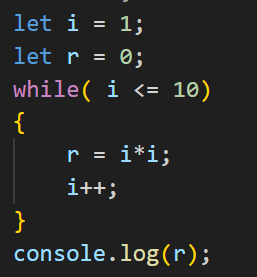 let i = 1;
let r = 0;
while( i <= 10)
{
    r = i*i;
    i++;
}
console.log(r);